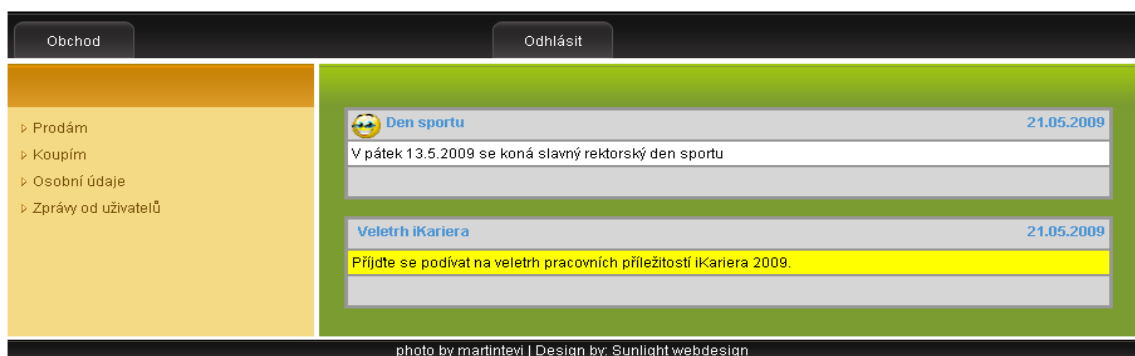 Obchod
Odhlásit
Prodám
Koupím
Osobní údaje
Zprávy od uživatelů
Den sportu 21.05.2009
V pátek 13.5.2009 se koná slavný rektorský den sportu
Veletrh iKariera 21.05.2009
Příjďte se podívat na veletrh pracovních příležitostí iKariera 2009.
photo by martintevi | Design by: Sunlight webdesign